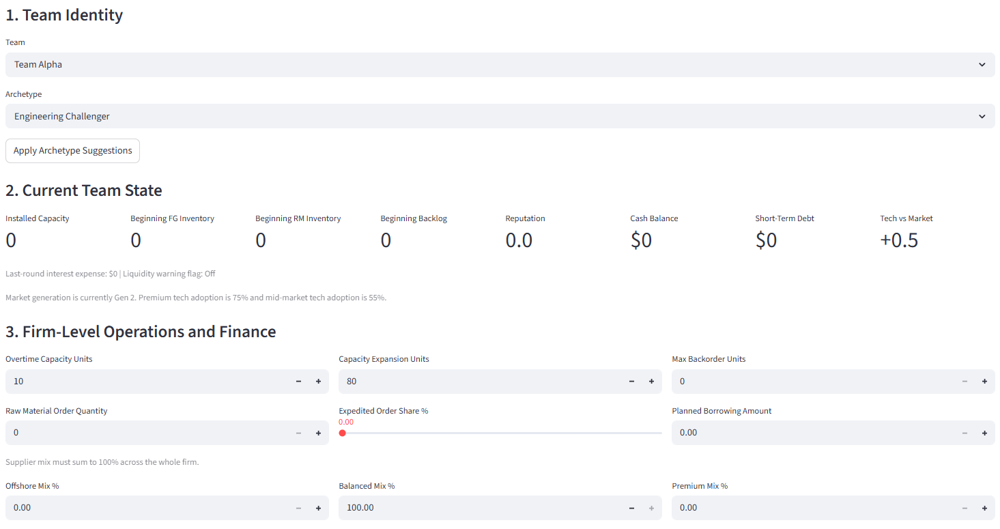 1. Team Identity
Team
Team Alpha
Archetype
Engineering Challenger
Apply Archetype Suggestions
2. Current Team State
Installed Capacity Beginning FG Inventory Beginning RM Inventory Beginning Backlog Reputation Cash Balance Short-Term Debt Tech vs Market
0 0 0 0 0.0 $0 $0 +0.5
Last-round interest expense: $0 | Liquidity warning flag: Off
Market generation is currently Gen 2. Premium tech adoption is 75% and mid-market tech adoption is 55%.
3. Firm-Level Operations and Finance
Overtime Capacity Units Capacity Expansion Units Max Backorder Units
10 − + 80 − + 0 − +
Raw Material Order Quantity Expedited Order Share % Planned Borrowing Amount
0.00
0 − + 0.00 − +
Supplier mix must sum to 100% across the whole firm.
Offshore Mix % Balanced Mix % Premium Mix %
0.00 − + 100.00 − + 0.00 − +